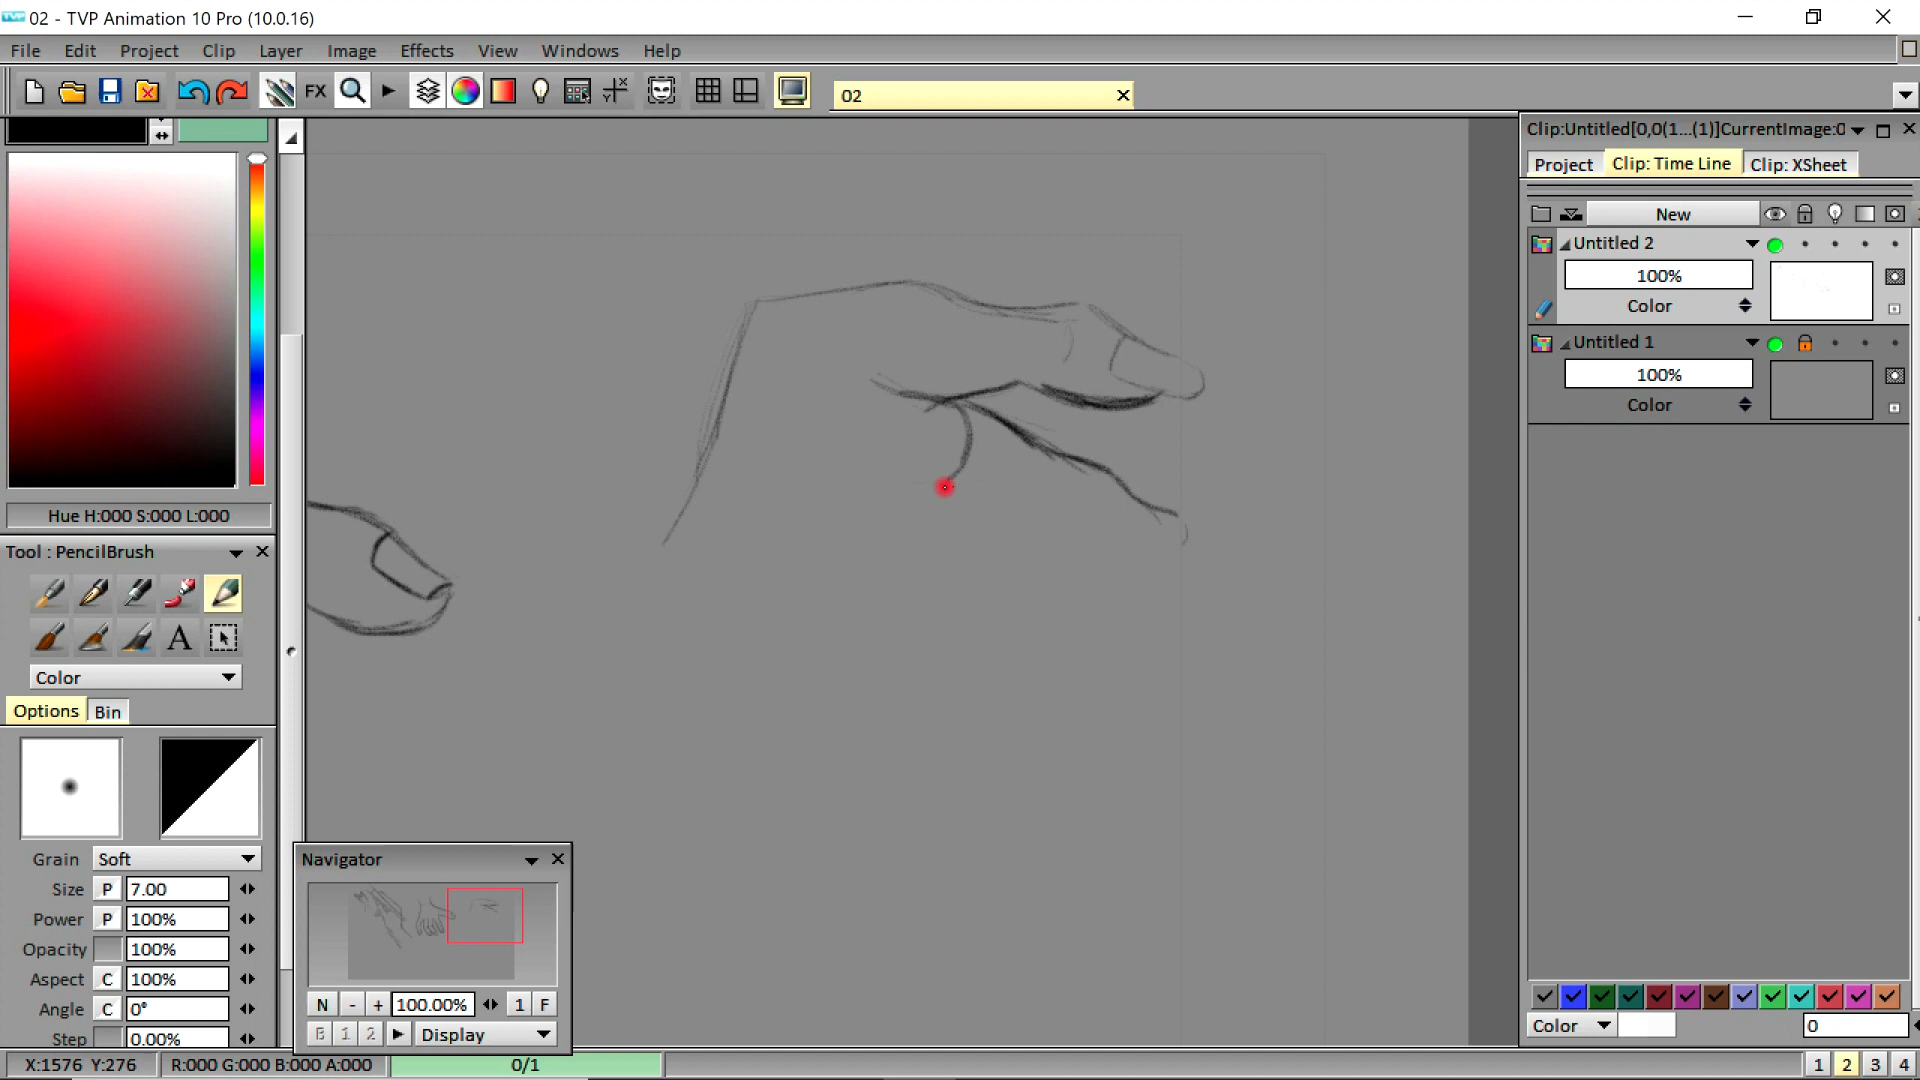 TVP 02 - TVP Animation 10 Pro (10.0.16)
File Edit Project Clip Layer Image Effects View Windows Help
FX
02
Clip:Untitled[0,0(1...(1)]CurrentImage:0
Project Clip: Time Line Clip: XSheet
New
Untitled 2
100%
Color
Untitled 1
100%
Color
Hue H:000 S:000 L:000
Tool : PencilBrush
A
Color
Options Bin
Grain Soft
Size P 7.00
Power P 100%
Opacity 100%
Aspect C 100%
Angle C 0°
Step 0.00%
Navigator
N - + 100.00% 1 F
B 1 2 Display
Color 0
X:1576 Y:276 R:000 G:000 B:000 A:000 0/1 1 2 3 4